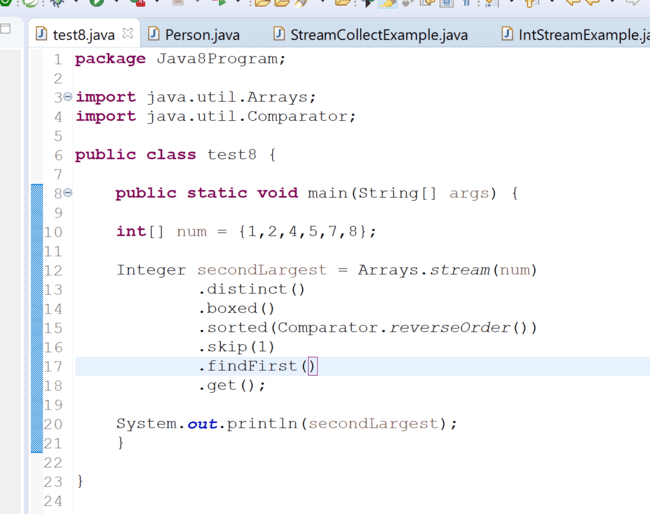 test8.java Person.java StreamCollectExample.java IntStreamExample.ja
1 package Java8Program;
2
3 import java.util.Arrays;
4 import java.util.Comparator;
5
6 public class test8 {
7
8 public static void main(String[] args) {
9
10 int[] num = {1,2,4,5,7,8};
11
12 Integer secondLargest = Arrays.stream(num)
13 .distinct()
14 .boxed()
15 .sorted(Comparator.reverseOrder())
16 .skip(1)
17 .findFirst()
18 .get();
19
20 System.out.println(secondLargest);
21 }
22
23 }
24